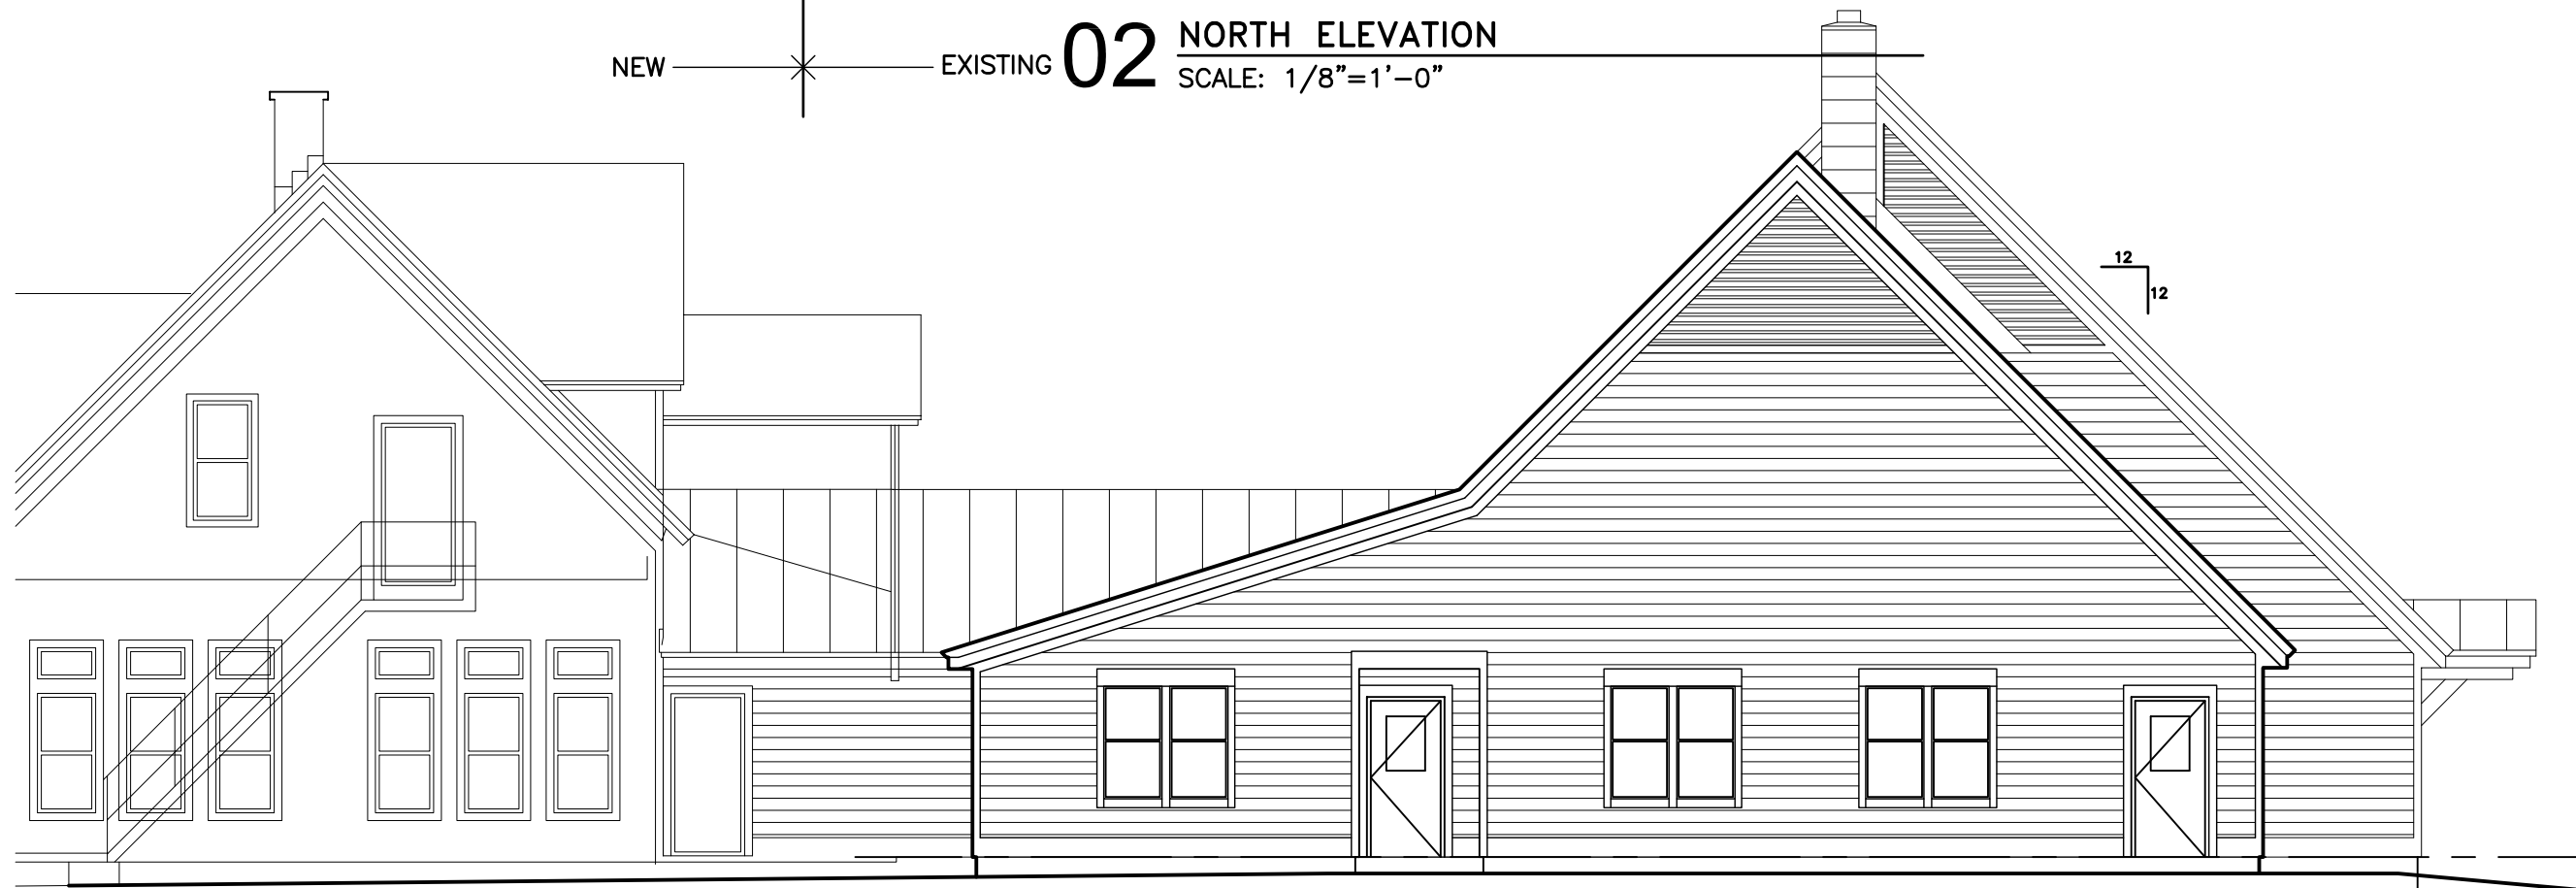 NEW
EXISTING
02
NORTH ELEVATION
SCALE: 1/8"=1'-0"
12
12